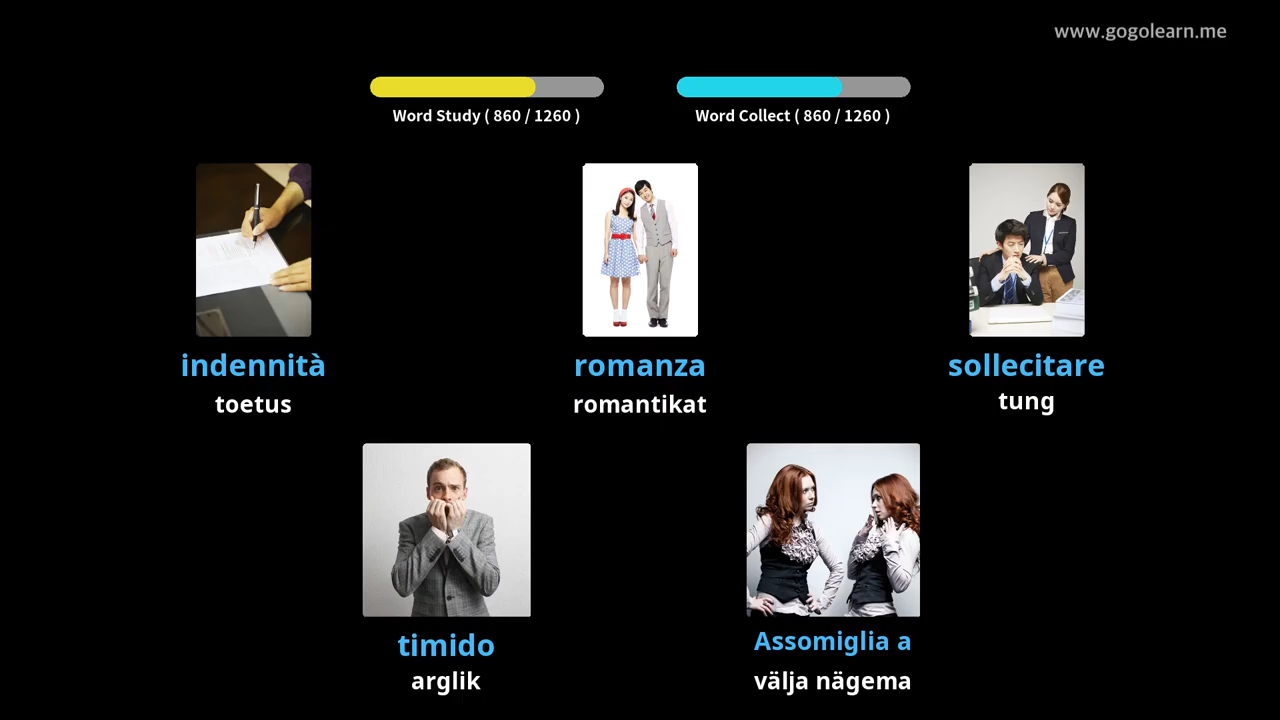 www.gogolearn.me
Word Study ( 860 / 1260 )
Word Collect ( 860 / 1260 )
indennità
romanza
sollecitare
toetus
romantikat
tung
timido
Assomiglia a
arglik
välja nägema